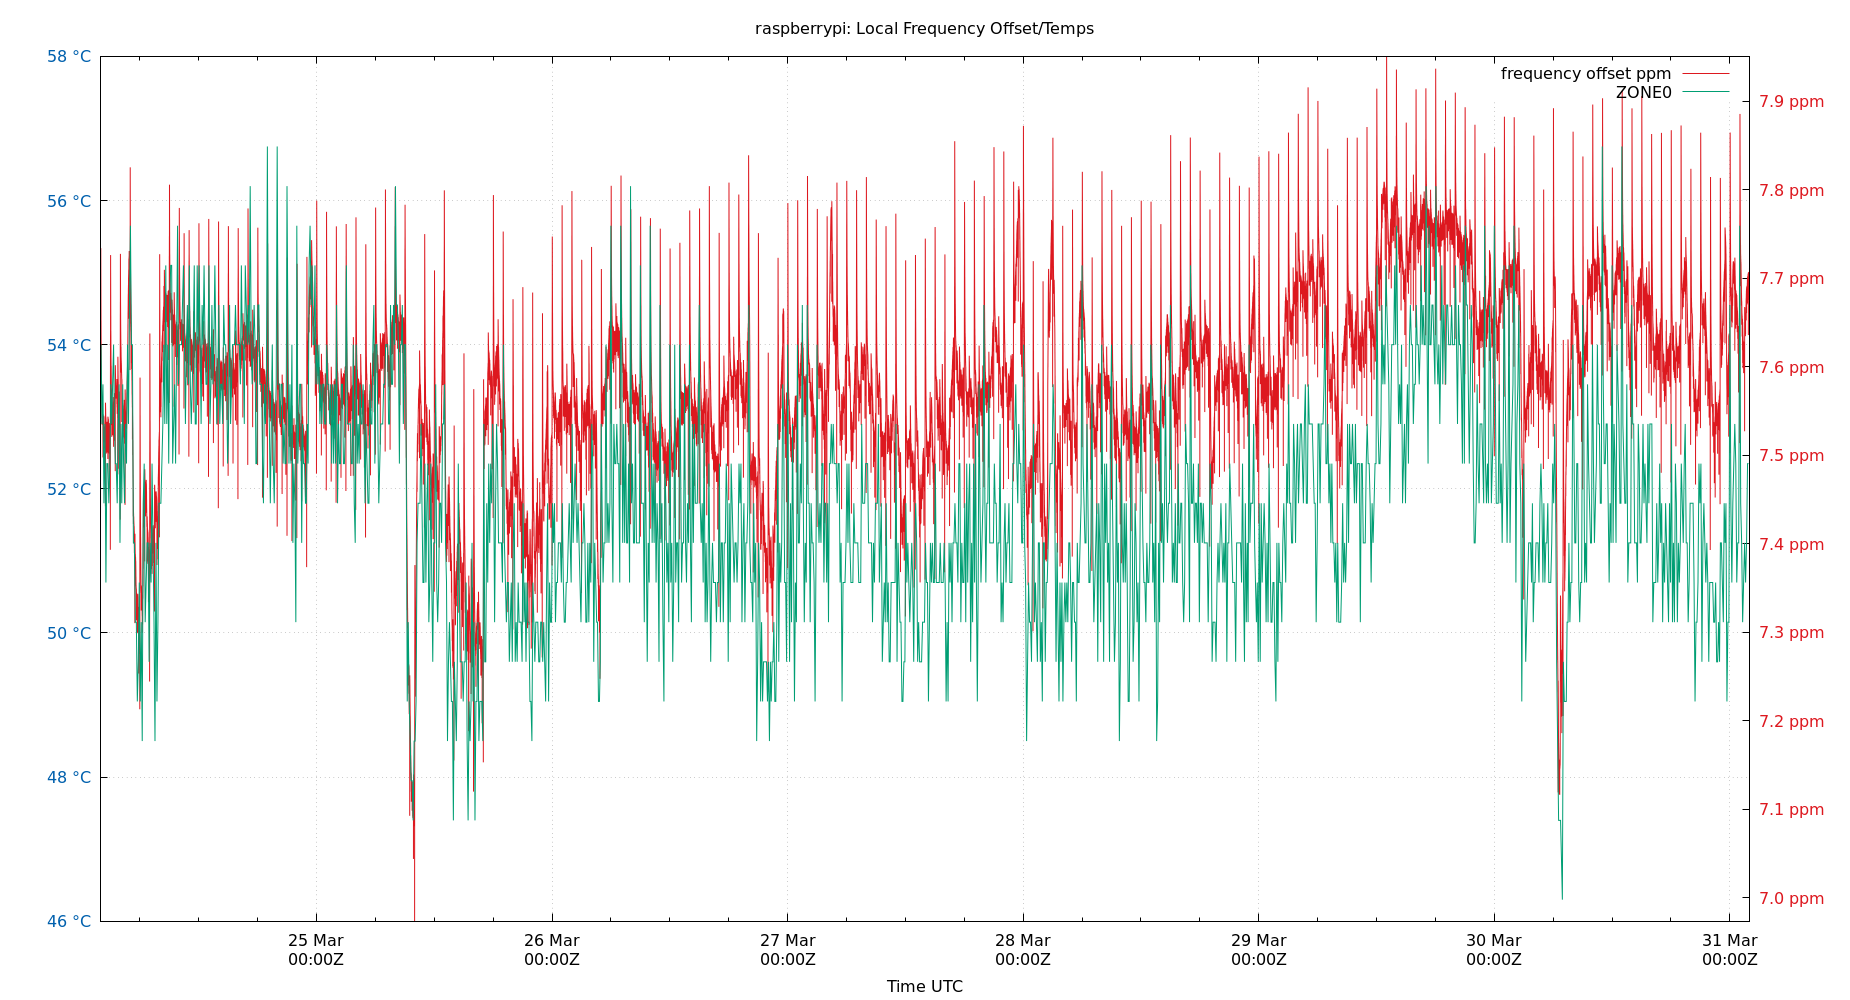 raspberrypi: Local Frequency Offset/Temps
58 °C
56 °C
54 °C
52 °C
50 °C
48 °C
46 °C
frequency offset ppm
ZONE0
7.9 ppm
7.8 ppm
7.7 ppm
7.6 ppm
7.5 ppm
7.4 ppm
7.3 ppm
7.2 ppm
7.1 ppm
7.0 ppm
25 Mar
00:00Z
26 Mar
00:00Z
27 Mar
00:00Z
28 Mar
00:00Z
29 Mar
00:00Z
30 Mar
00:00Z
31 Mar
00:00Z
Time UTC